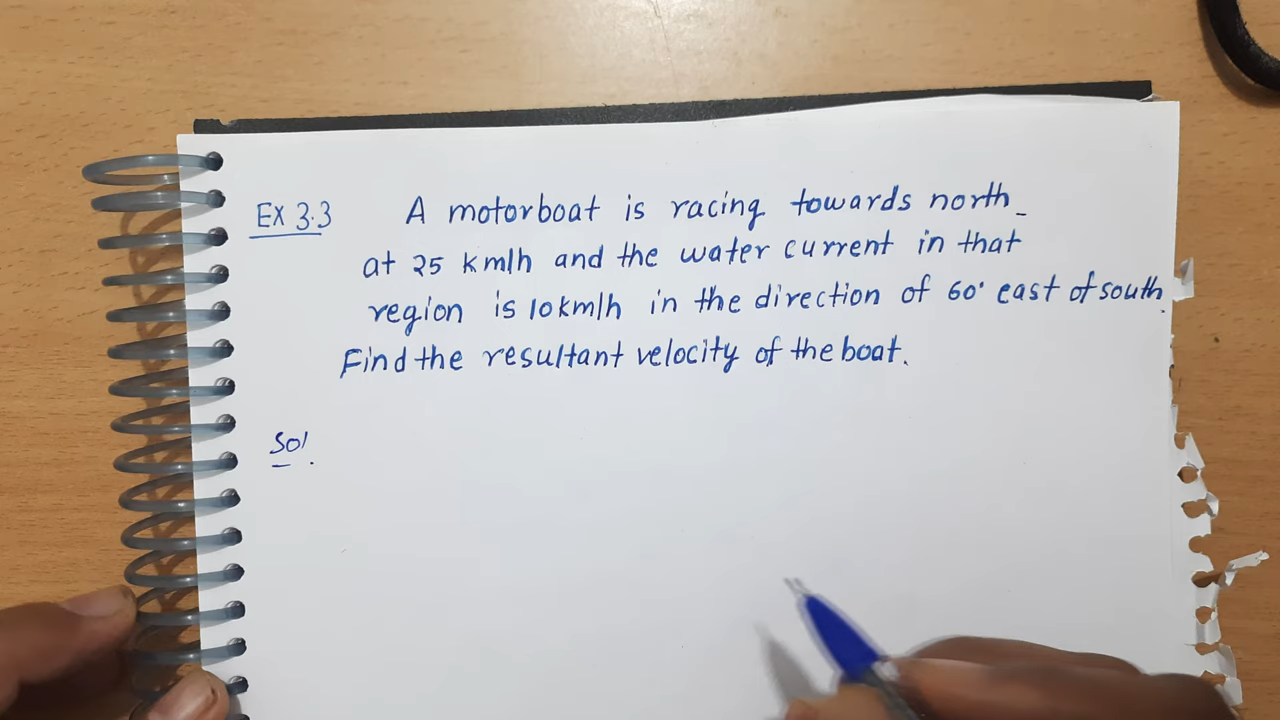 EX 3.3 A motorboat is racing towards north
at 25 km/h and the water current in that
region is 10km/h in the direction of 60° east of south.
Find the resultant velocity of the boat.
Sol.